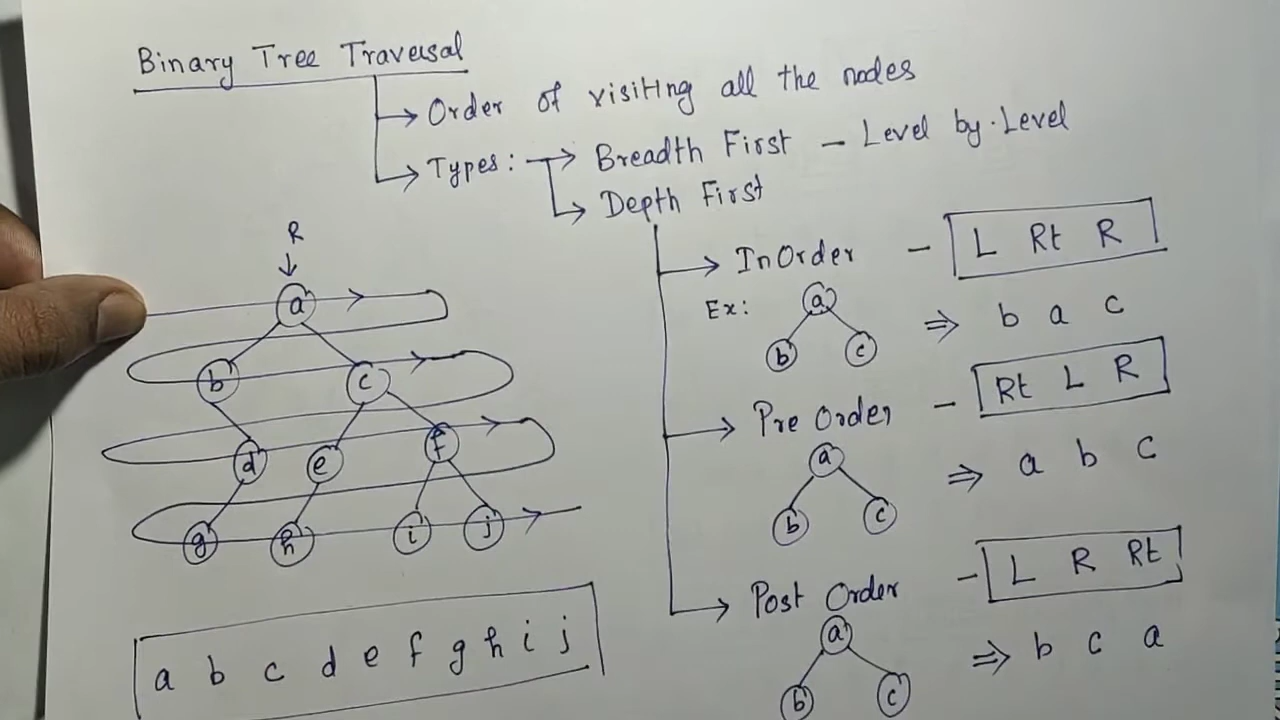 Binary Tree Traversal
→ Order of visiting all the nodes
→ Types: → Breadth First – Level by Level
→ Depth First
R
a
b c
d e f
g h i j
a b c d e f g h i j
→ InOrder – L Rt R
Ex: a
b c
⇒ b a c
→ Pre Order – Rt L R
a
b c
⇒ a b c
→ Post Order – L R Rt
a
b c
⇒ b c a